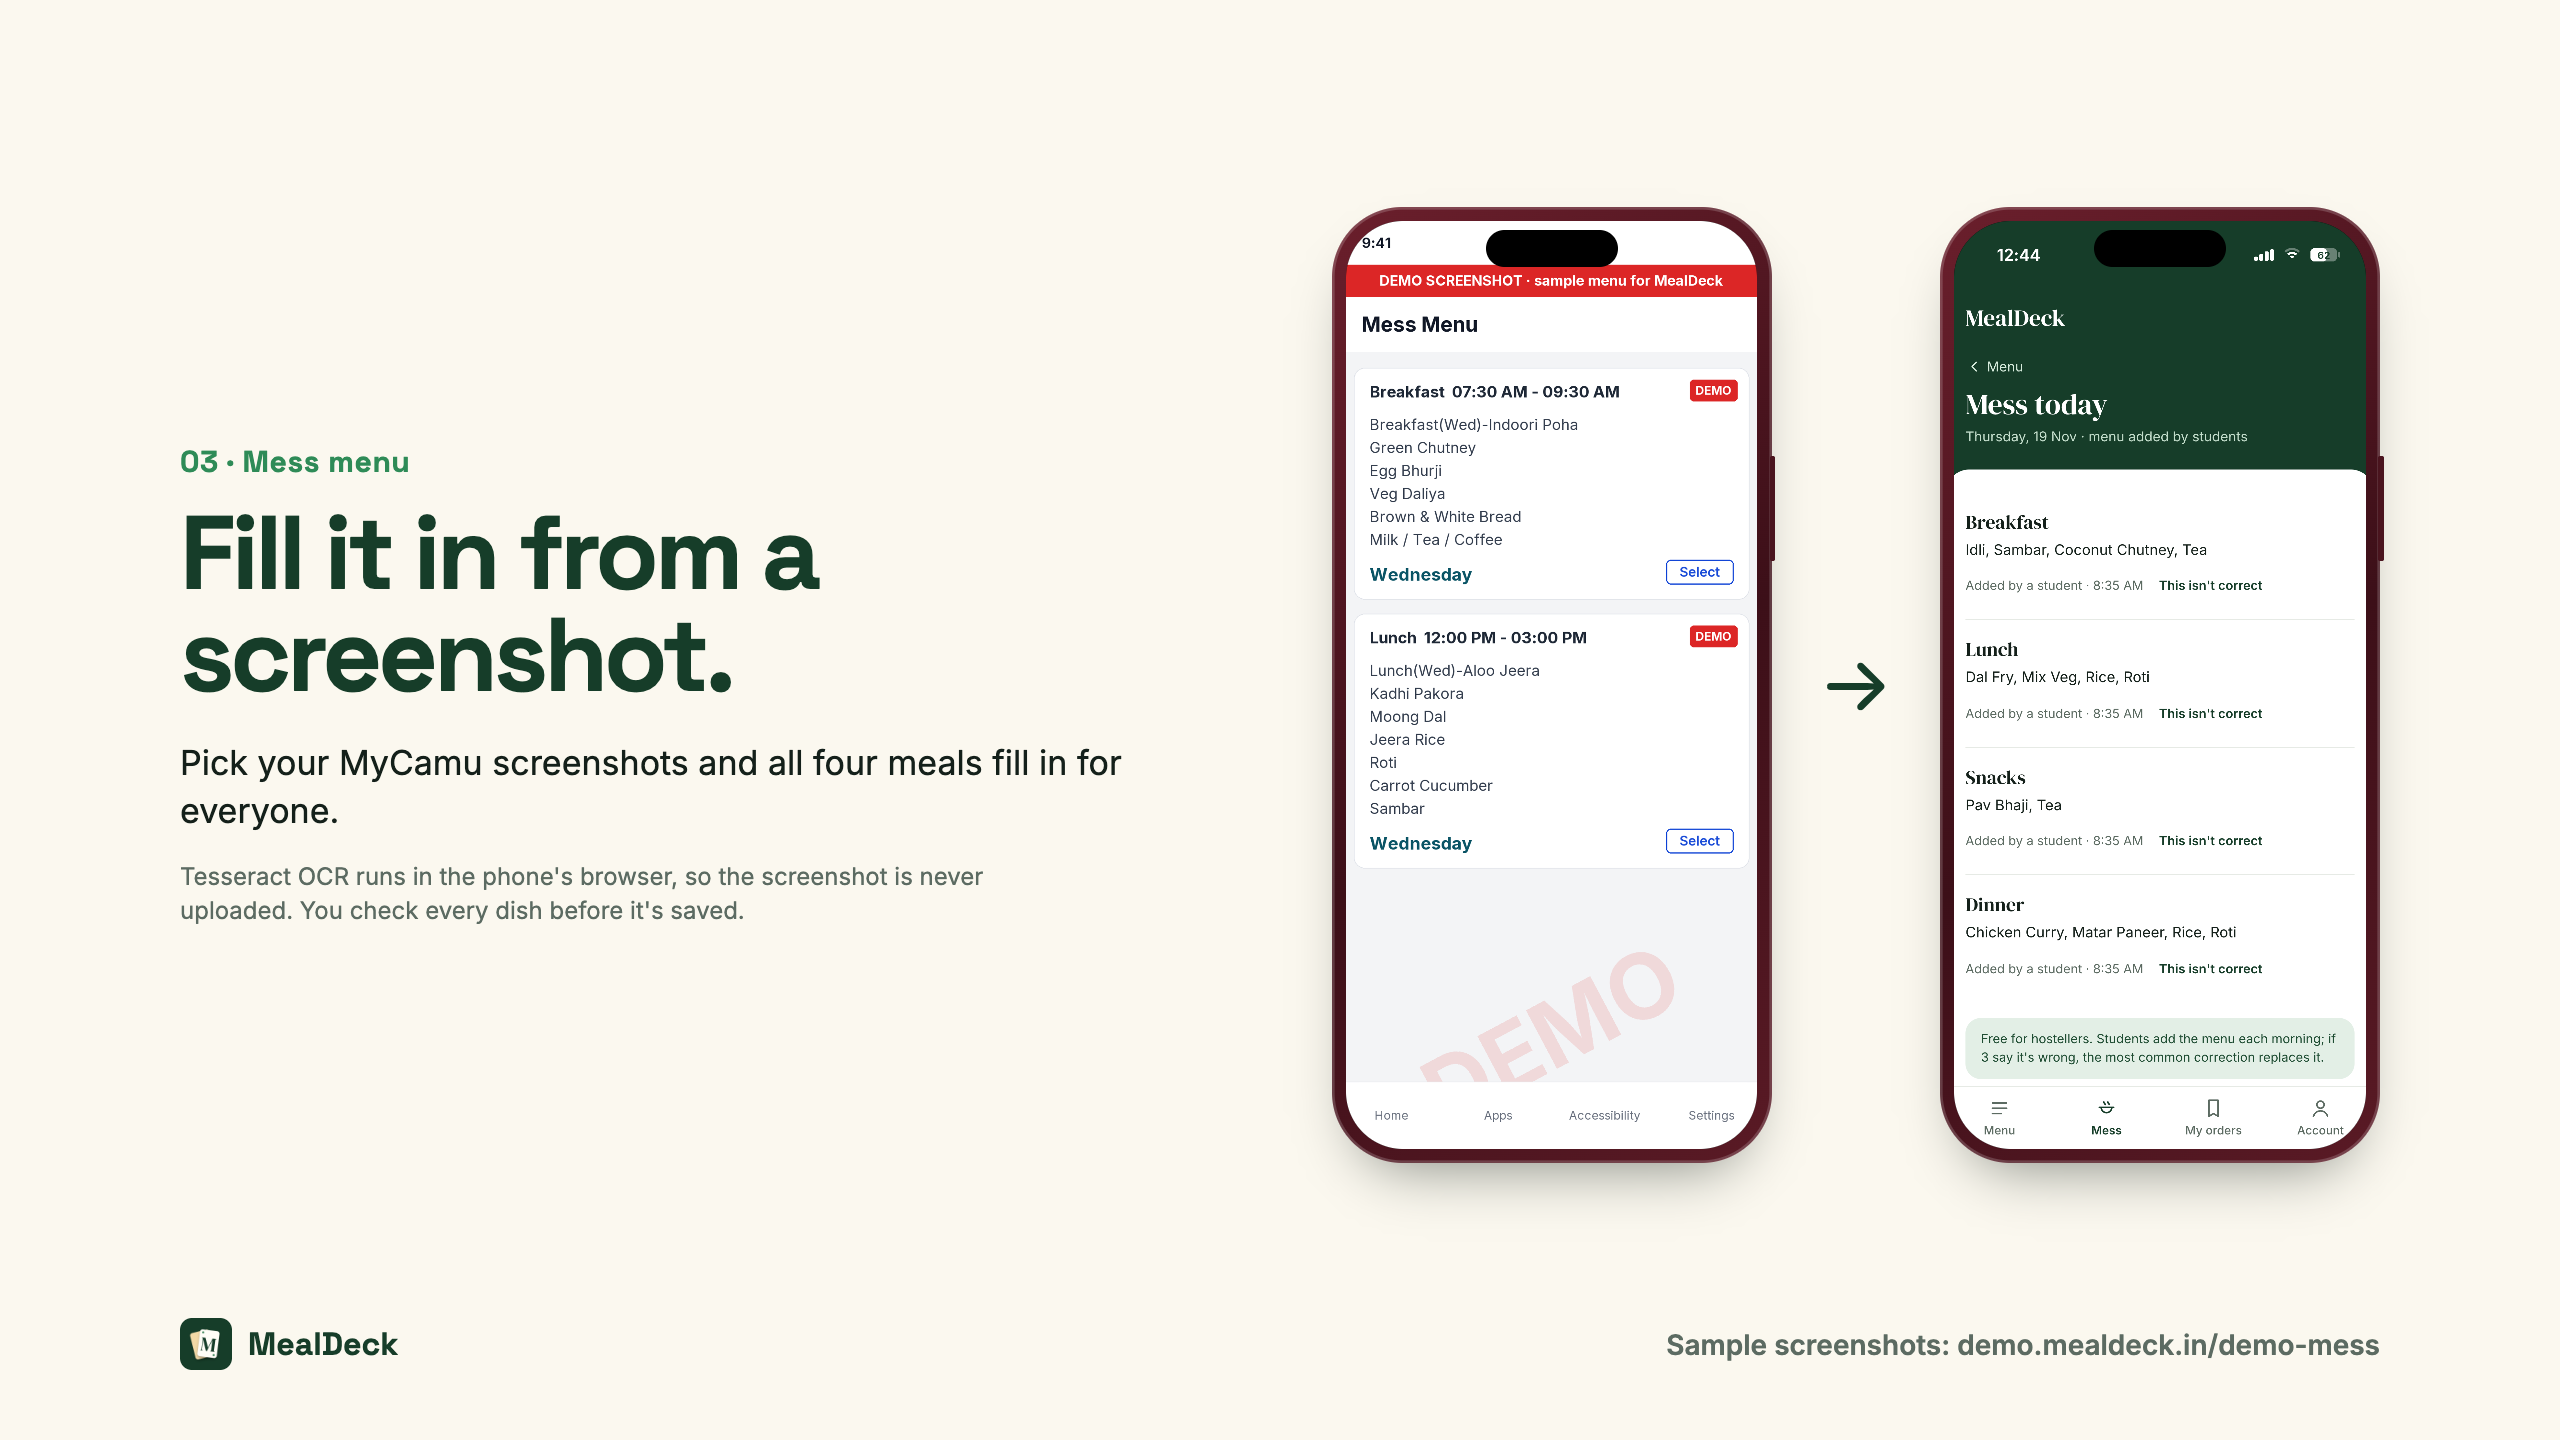 03 · Mess menu
Fill it in from a
screenshot.
Pick your MyCamu screenshots and all four meals fill in for
everyone.
Tesseract OCR runs in the phone's browser, so the screenshot is never
uploaded. You check every dish before it's saved.
9:41
DEMO SCREENSHOT · sample menu for MealDeck
Mess Menu
Breakfast 07:30 AM - 09:30 AM DEMO
Breakfast(Wed)-Indoori Poha
Green Chutney
Egg Bhurji
Veg Daliya
Brown & White Bread
Milk / Tea / Coffee
Wednesday Select
Lunch 12:00 PM - 03:00 PM DEMO
Lunch(Wed)-Aloo Jeera
Kadhi Pakora
Moong Dal
Jeera Rice
Roti
Carrot Cucumber
Sambar
Wednesday Select
DEMO
Home Apps Accessibility Settings
12:44 62
MealDeck
Menu
Mess today
Thursday, 19 Nov · menu added by students
Breakfast
Idli, Sambar, Coconut Chutney, Tea
Added by a student · 8:35 AM This isn't correct
Lunch
Dal Fry, Mix Veg, Rice, Roti
Added by a student · 8:35 AM This isn't correct
Snacks
Pav Bhaji, Tea
Added by a student · 8:35 AM This isn't correct
Dinner
Chicken Curry, Matar Paneer, Rice, Roti
Added by a student · 8:35 AM This isn't correct
Free for hostellers. Students add the menu each morning; if
3 say it's wrong, the most common correction replaces it.
Menu Mess My orders Account
M MealDeck
Sample screenshots: demo.mealdeck.in/demo-mess